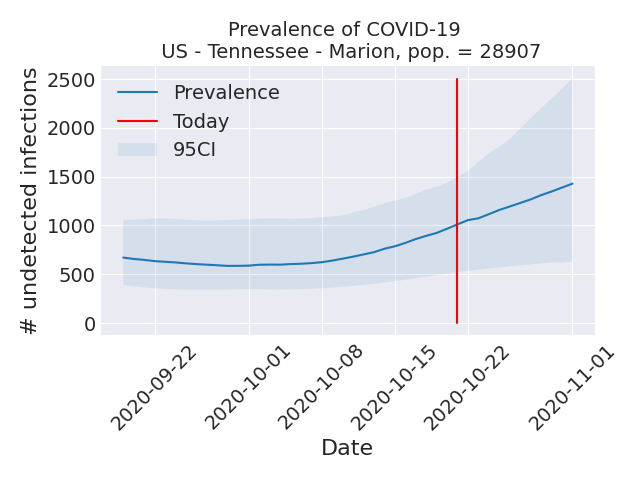 Prevalence of COVID-19
US - Tennessee - Marion, pop. = 28907
# undetected infections
2500
2000
1500
1000
500
0
Prevalence
Today
95CI
2020-09-22
2020-10-01
2020-10-08
2020-10-15
2020-10-22
2020-11-01
Date